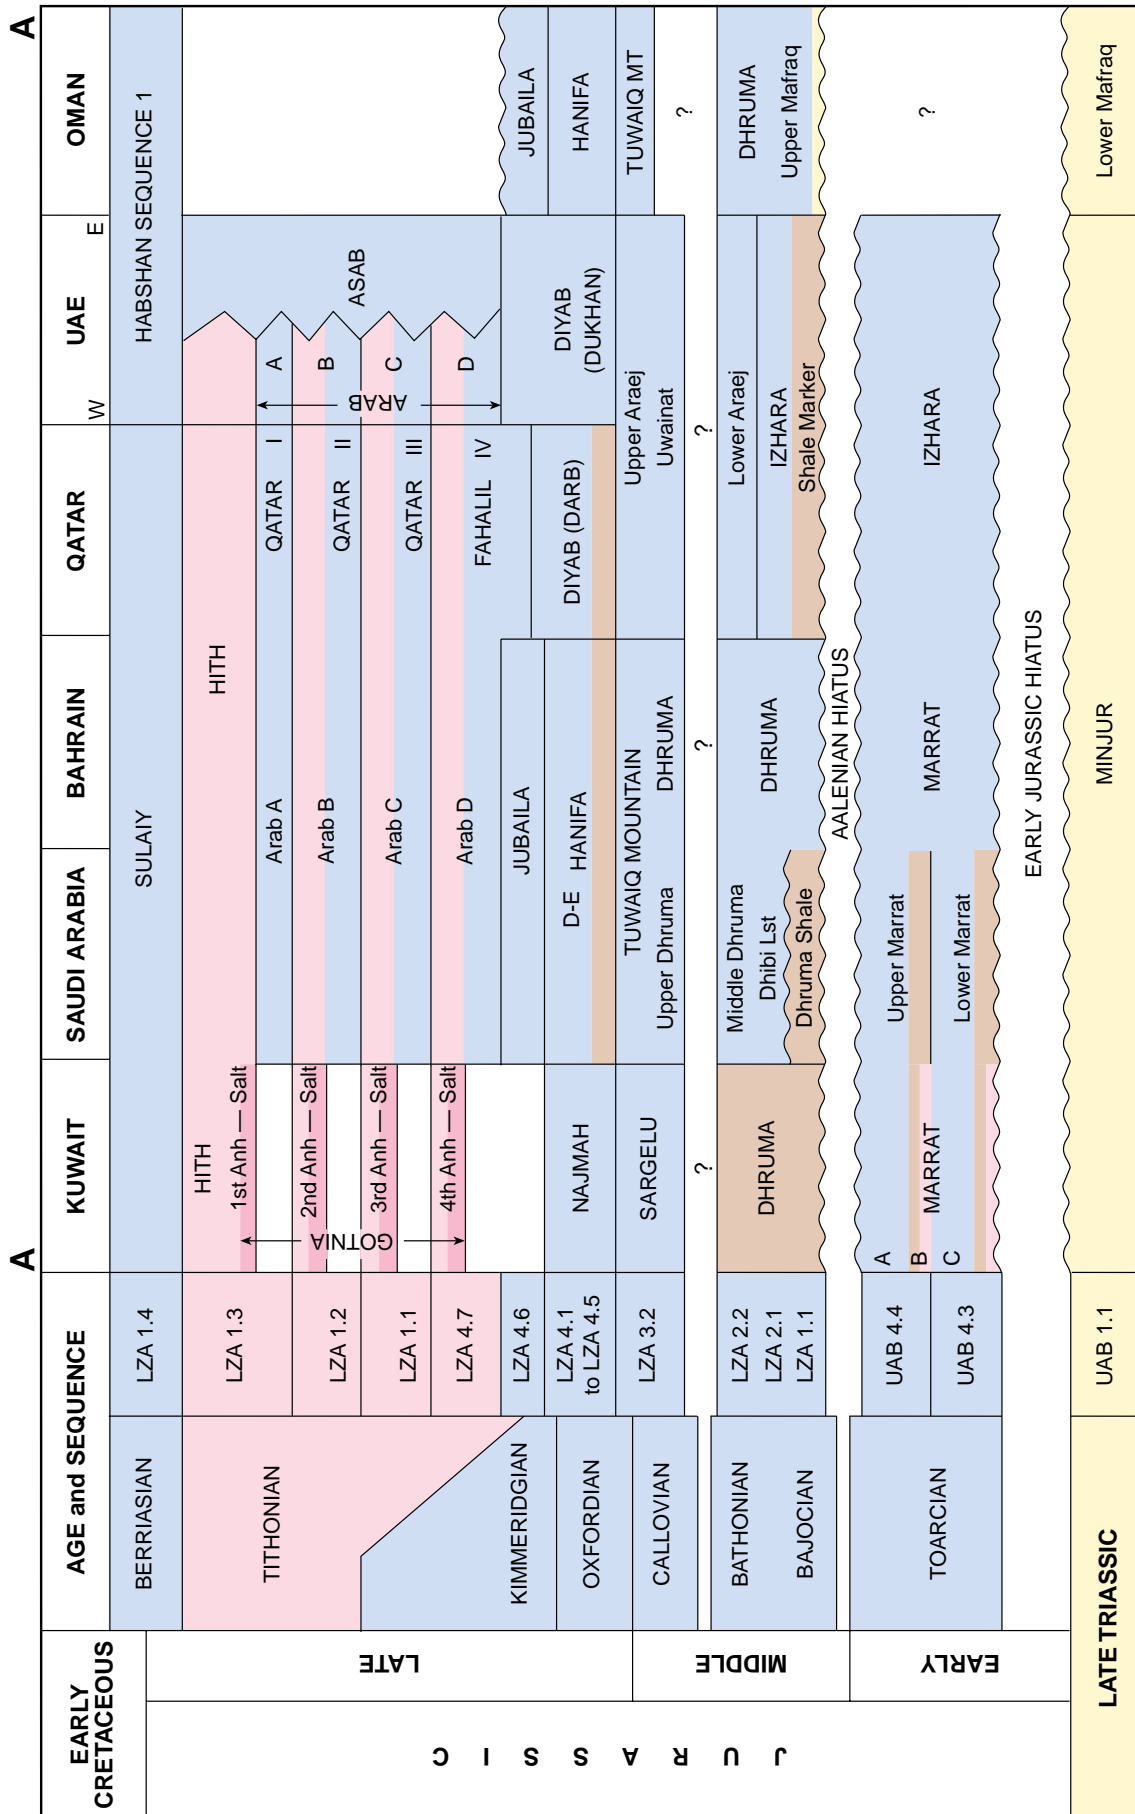 A
A
AGE and SEQUENCE
KUWAIT
SAUDI ARABIA
BAHRAIN
QATAR
UAE
W
E
OMAN
EARLY
CRETACEOUS
BERRIASIAN
LZA 1.4
SULAIY
HABSHAN SEQUENCE 1
JURASSIC
LATE
TITHONIAN
LZA 1.3
HITH
1st Anh — Salt
HITH
GOTNIA
Arab A
QATAR I
A
ARAB
ASAB
LZA 1.2
2nd Anh — Salt
Arab B
QATAR II
B
LZA 1.1
3rd Anh — Salt
Arab C
QATAR III
C
LZA 4.7
4th Anh — Salt
Arab D
FAHALIL IV
D
KIMMERIDGIAN
LZA 4.6
JUBAILA
JUBAILA
OXFORDIAN
LZA 4.1
to LZA 4.5
NAJMAH
D-E HANIFA
DIYAB (DARB)
DIYAB
(DUKHAN)
HANIFA
MIDDLE
CALLOVIAN
LZA 3.2
SARGELU
TUWAIQ MOUNTAIN
Upper Dhruma
DHRUMA
Upper Araej
Uwainat
TUWAIQ MT
?
?
?
?
BATHONIAN
BAJOCIAN
LZA 2.2
LZA 2.1
LZA 1.1
DHRUMA
Middle Dhruma
Dhibi Lst
Dhruma Shale
DHRUMA
Lower Araej
IZHARA
Shale Marker
DHRUMA
Upper Mafraq
AALENIAN HIATUS
EARLY
TOARCIAN
UAB 4.4
UAB 4.3
A
B
C
MARRAT
Upper Marrat
Lower Marrat
MARRAT
IZHARA
?
EARLY JURASSIC HIATUS
LATE TRIASSIC
UAB 1.1
MINJUR
Lower Mafraq